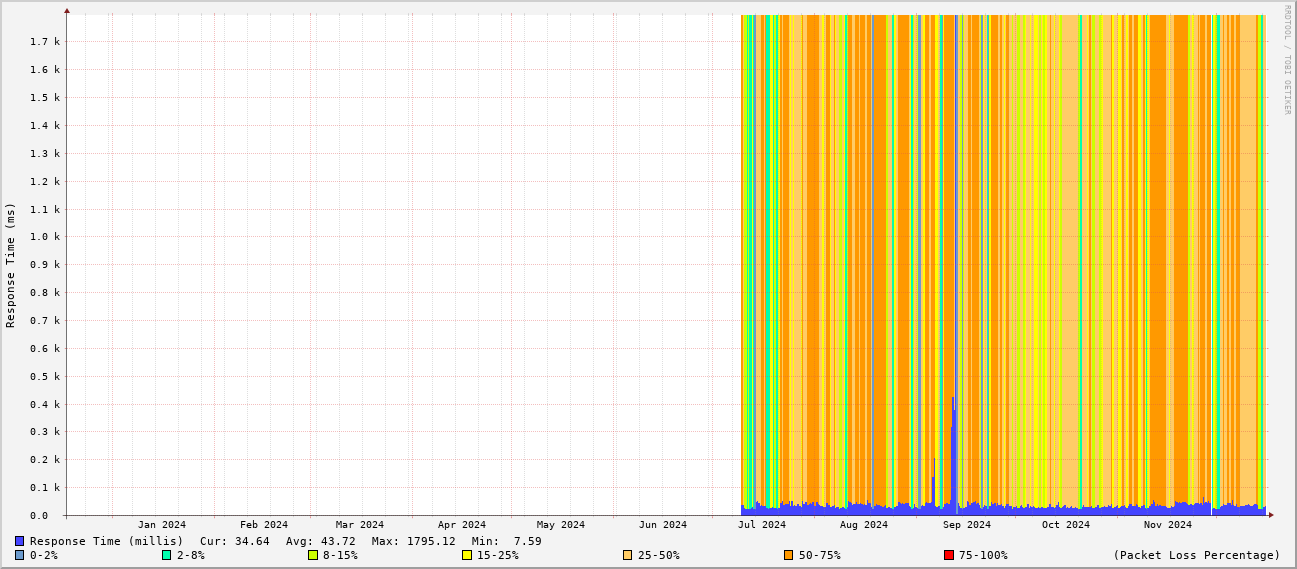 RRDTOOL / TOBI OETIKER
Response Time (ms)
1.7 k
1.6 k
1.5 k
1.4 k
1.3 k
1.2 k
1.1 k
1.0 k
0.9 k
0.8 k
0.7 k
0.6 k
0.5 k
0.4 k
0.3 k
0.2 k
0.1 k
0.0
Jan 2024 Feb 2024 Mar 2024 Apr 2024 May 2024 Jun 2024 Jul 2024 Aug 2024 Sep 2024 Oct 2024 Nov 2024
Response Time (millis) Cur: 34.64 Avg: 43.72 Max: 1795.12 Min: 7.59
0-2% 2-8% 8-15% 15-25% 25-50% 50-75% 75-100% (Packet Loss Percentage)